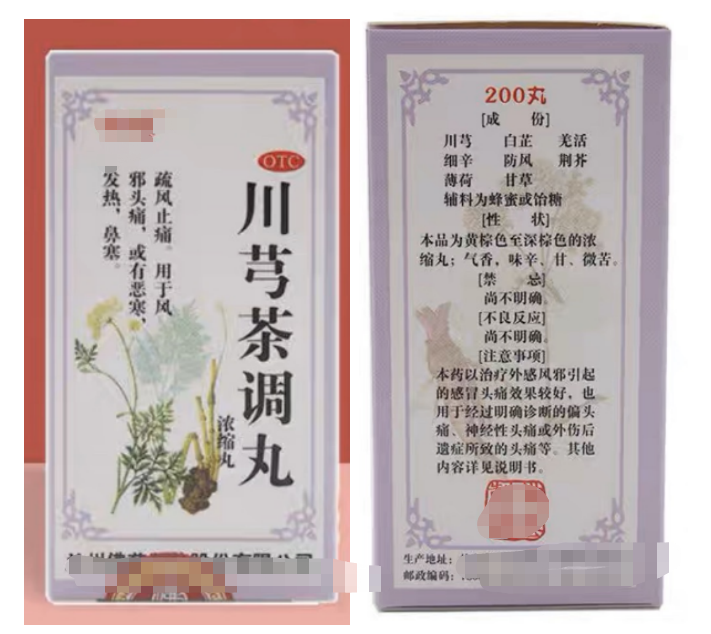 OTC
川芎茶调丸
浓缩丸
疏风止痛。用于风
邪头痛，或有恶寒，
发热，鼻塞。
200丸
[成 份]
川芎 白芷 羌活
细辛 防风 荆芥
薄荷 甘草
辅料为蜂蜜或饴糖
[性 状]
本品为黄棕色至深棕色的浓
缩丸；气香，味辛、甘、微苦。
[禁 忌]
尚不明确。
[不良反应]
尚不明确。
[注意事项]
本药以治疗外感风邪引起
的感冒头痛效果较好，也
用于经过明确诊断的偏头
痛、神经性头痛或外伤后
遗症所致的头痛等。其他
内容详见说明书。
生产地址：
邮政编码：